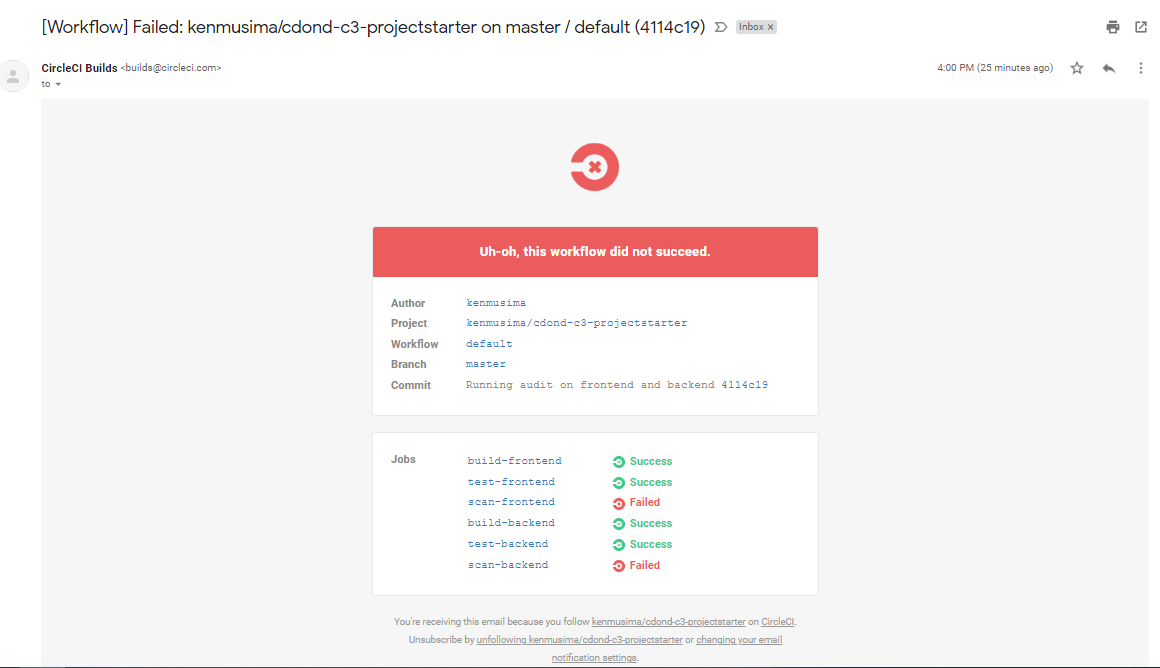 [Workflow] Failed: kenmusima/cdond-c3-projectstarter on master / default (4114c19) Inbox x
CircleCI Builds <builds@circleci.com> 4:00 PM (25 minutes ago)
to
Uh-oh, this workflow did not succeed.
Author kenmusima
Project kenmusima/cdond-c3-projectstarter
Workflow default
Branch master
Commit Running audit on frontend and backend 4114c19
Jobs build-frontend Success
test-frontend Success
scan-frontend Failed
build-backend Success
test-backend Success
scan-backend Failed
You're receiving this email because you follow kenmusima/cdond-c3-projectstarter on CircleCI.
Unsubscribe by unfollowing kenmusima/cdond-c3-projectstarter or changing your email
notification settings.